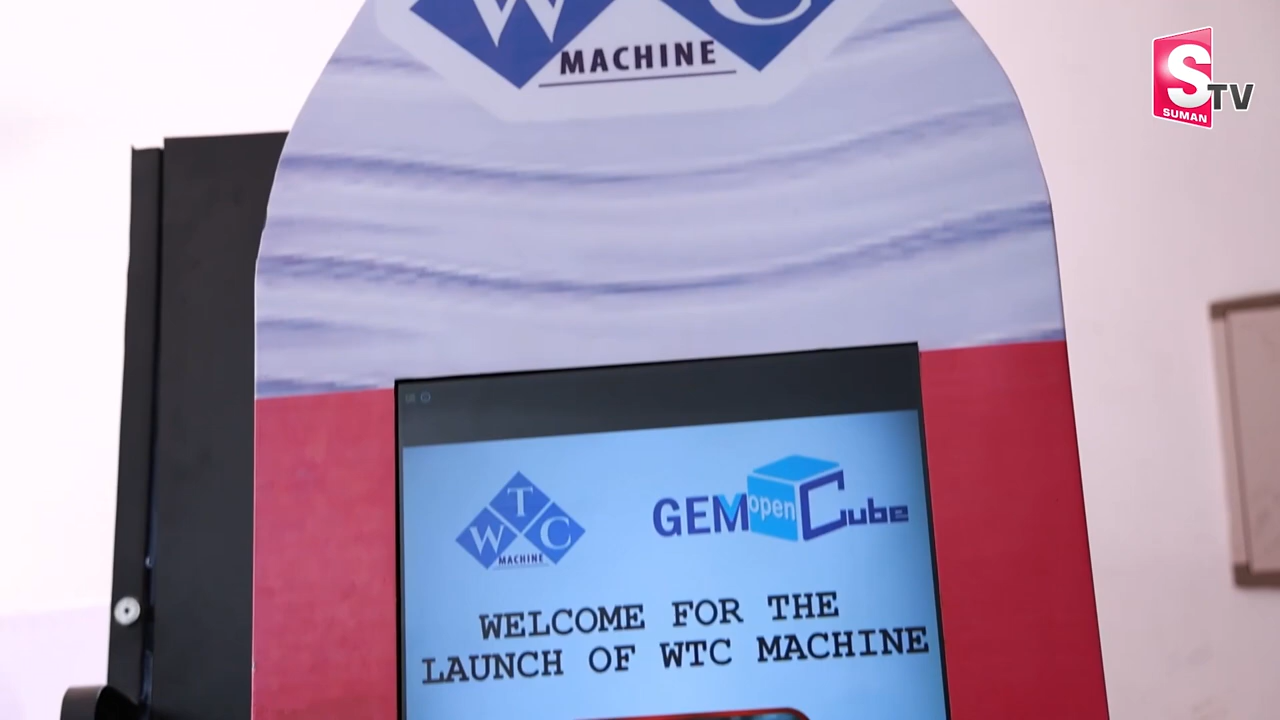 W C
MACHINE
S
TV
SUMAN
T
W C
MACHINE
GEM open Cube
WELCOME FOR THE
LAUNCH OF WTC MACHINE